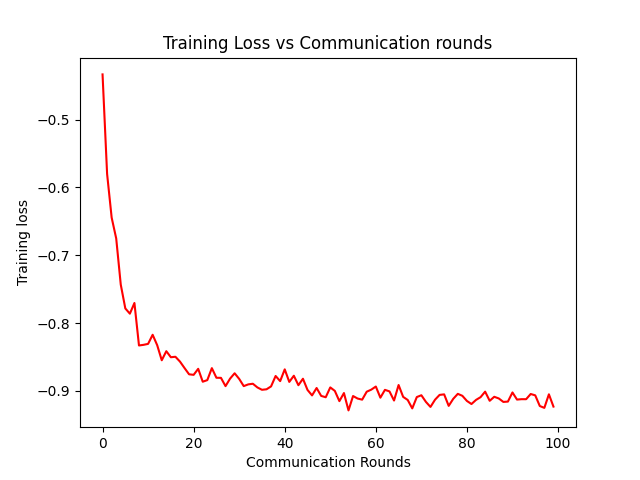 Training Loss vs Communication rounds
Training loss
−0.5
−0.6
−0.7
−0.8
−0.9
0 20 40 60 80 100
Communication Rounds